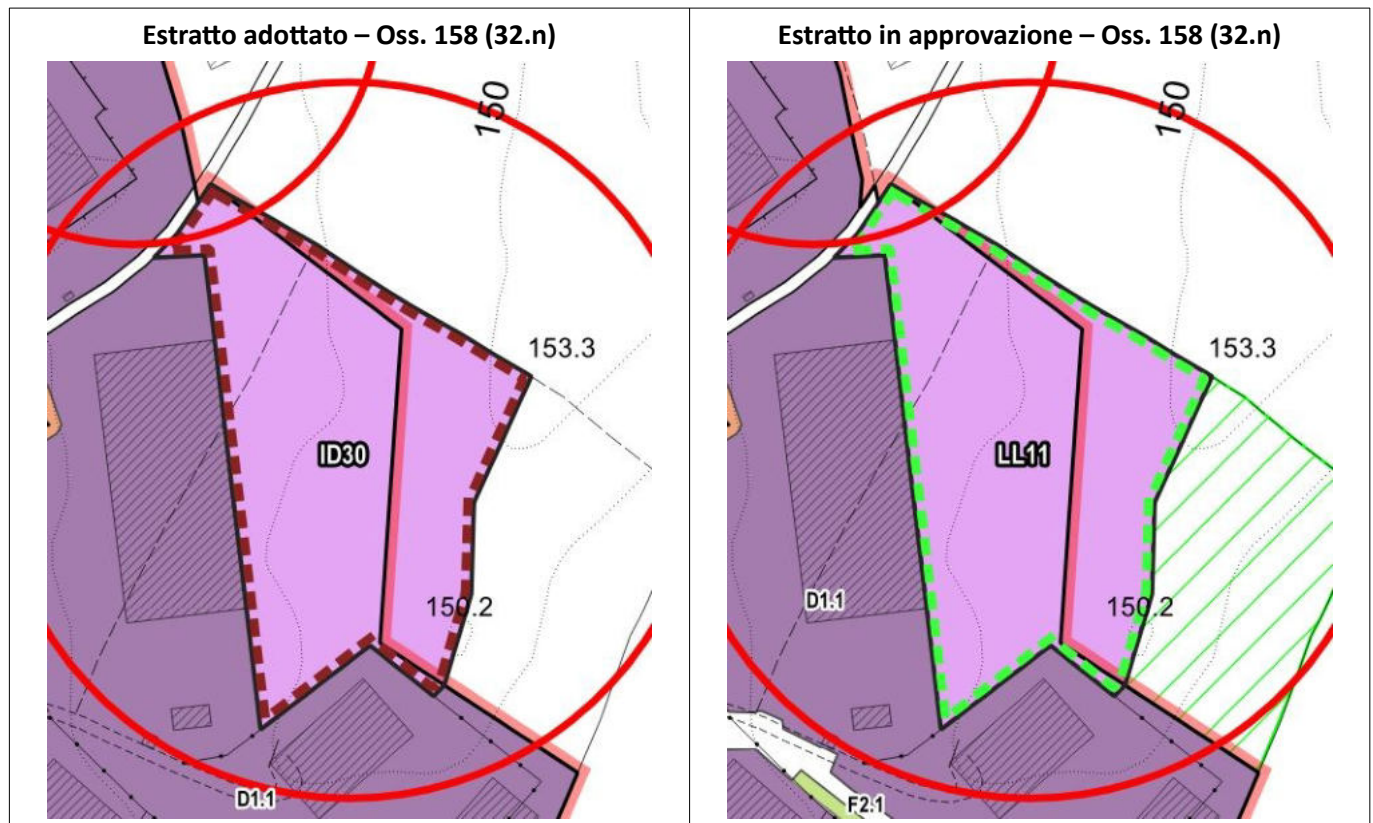 Estratto adottato – Oss. 158 (32.n)
150
153.3
ID30
150.2
D1.1
Estratto in approvazione – Oss. 158 (32.n)
150
153.3
LL11
D1.1
150.2
F2.1